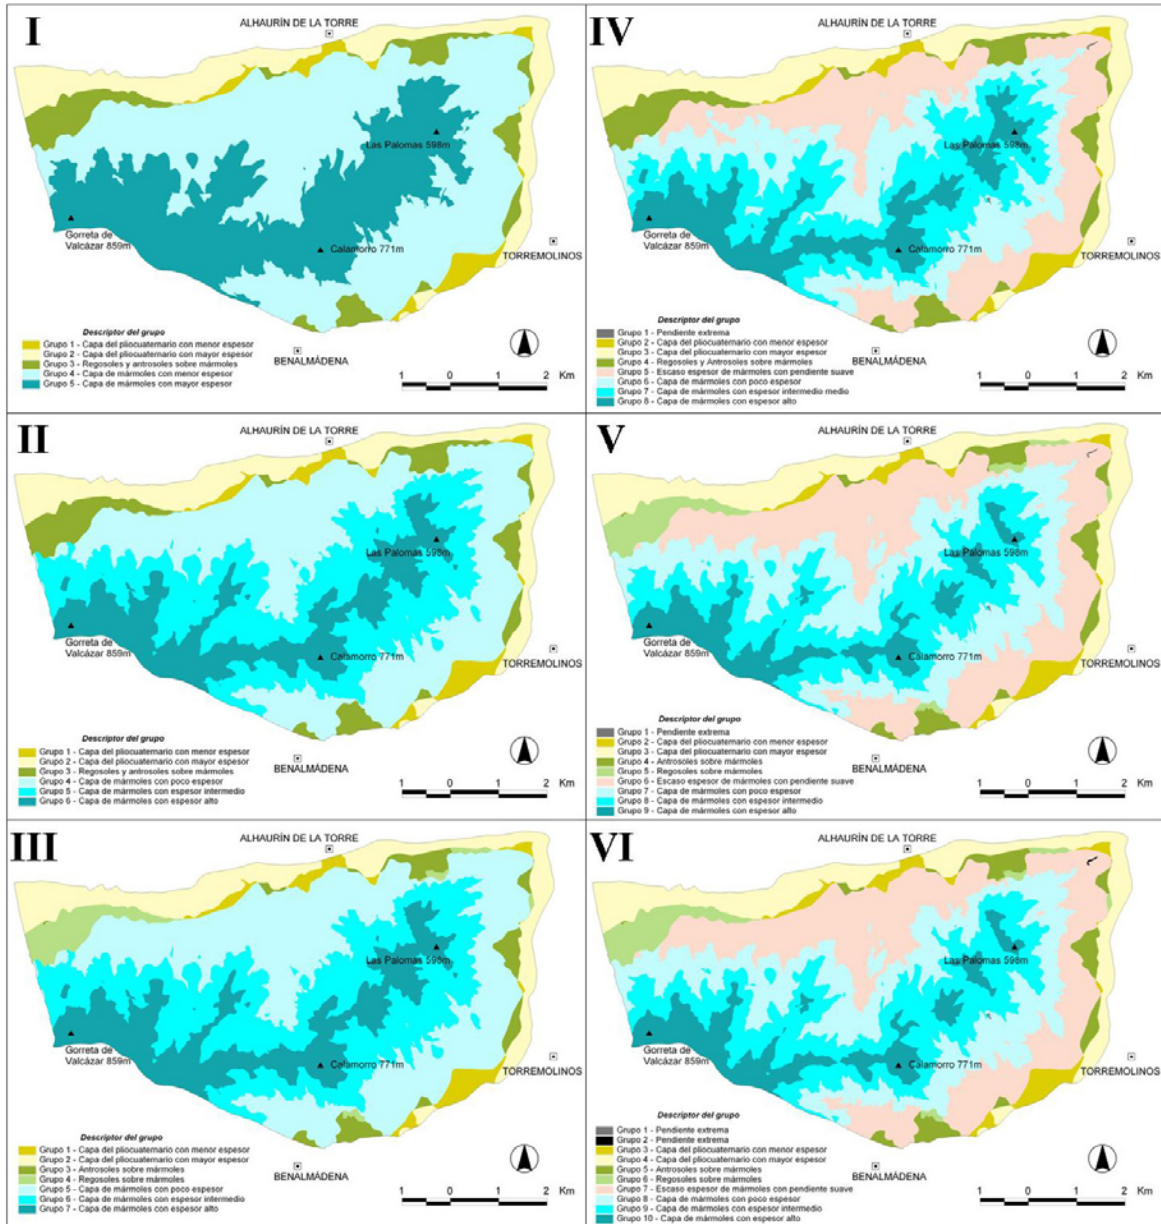 I
ALHAURÍN DE LA TORRE
Las Palomas 598m
Gorreta de
Valcázar 859m
Calamorro 771m
TORREMOLINOS
BENALMÁDENA
Descriptor del grupo
Grupo 1 - Capa del pliocuaternario con menor espesor
Grupo 2 - Capa del pliocuaternario con mayor espesor
Grupo 3 - Regosoles y antrosoles sobre mármoles
Grupo 4 - Capa de mármoles con menor espesor
Grupo 5 - Capa de mármoles con mayor espesor
1 0 1 2 Km
IV
ALHAURÍN DE LA TORRE
Las Palomas 598m
Gorreta de
Valcázar 859m
Calamorro 771m
TORREMOLINOS
BENALMÁDENA
Descriptor del grupo
Grupo 1 - Pendiente extrema
Grupo 2 - Capa del pliocuaternario con menor espesor
Grupo 3 - Capa del pliocuaternario con mayor espesor
Grupo 4 - Regosoles y Antrosoles sobre mármoles
Grupo 5 - Escaso espesor de mármoles con pendiente suave
Grupo 6 - Capa de mármoles con poco espesor
Grupo 7 - Capa de mármoles con espesor intermedio medio
Grupo 8 - Capa de mármoles con espesor alto
1 0 1 2 Km
II
ALHAURÍN DE LA TORRE
Las Palomas 598m
Gorreta de
Valcázar 859m
Calamorro 771m
TORREMOLINOS
BENALMÁDENA
Descriptor del grupo
Grupo 1 - Capa del pliocuaternario con menor espesor
Grupo 2 - Capa del pliocuaternario con mayor espesor
Grupo 3 - Regosoles y antrosoles sobre mármoles
Grupo 4 - Capa de mármoles con poco espesor
Grupo 5 - Capa de mármoles con espesor intermedio
Grupo 6 - Capa de mármoles con espesor alto
1 0 1 2 Km
V
ALHAURÍN DE LA TORRE
Las Palomas 598m
Gorreta de
Valcázar 859m
Calamorro 771m
TORREMOLINOS
BENALMÁDENA
Descriptor del grupo
Grupo 1 - Pendiente extrema
Grupo 2 - Capa del pliocuaternario con menor espesor
Grupo 3 - Capa del pliocuaternario con mayor espesor
Grupo 4 - Antrosoles sobre mármoles
Grupo 5 - Regosoles sobre mármoles
Grupo 6 - Escaso espesor de mármoles con pendiente suave
Grupo 7 - Capa de mármoles con poco espesor
Grupo 8 - Capa de mármoles con espesor intermedio
Grupo 9 - Capa de mármoles con espesor alto
1 0 1 2 Km
III
ALHAURÍN DE LA TORRE
Las Palomas 598m
Gorreta de
Valcázar 859m
Calamorro 771m
TORREMOLINOS
BENALMÁDENA
Descriptor del grupo
Grupo 1 - Capa del pliocuaternario con menor espesor
Grupo 2 - Capa del pliocuaternario con mayor espesor
Grupo 3 - Antrosoles sobre mármoles
Grupo 4 - Regosoles sobre mármoles
Grupo 5 - Capa de mármoles con poco espesor
Grupo 6 - Capa de mármoles con espesor intermedio
Grupo 7 - Capa de mármoles con espesor alto
1 0 1 2 Km
VI
ALHAURÍN DE LA TORRE
Las Palomas 598m
Gorreta de
Valcázar 859m
Calamorro 771m
TORREMOLINOS
BENALMÁDENA
Descriptor del grupo
Grupo 1 - Pendiente extrema
Grupo 2 - Pendiente extrema
Grupo 3 - Capa del pliocuaternario con menor espesor
Grupo 4 - Capa del pliocuaternario con mayor espesor
Grupo 5 - Antrosoles sobre mármoles
Grupo 6 - Regosoles sobre mármoles
Grupo 7 - Escaso espesor de mármoles con pendiente suave
Grupo 8 - Capa de mármoles con poco espesor
Grupo 9 - Capa de mármoles con espesor intermedio
Grupo 10 - Capa de mármoles con espesor alto
1 0 1 2 Km